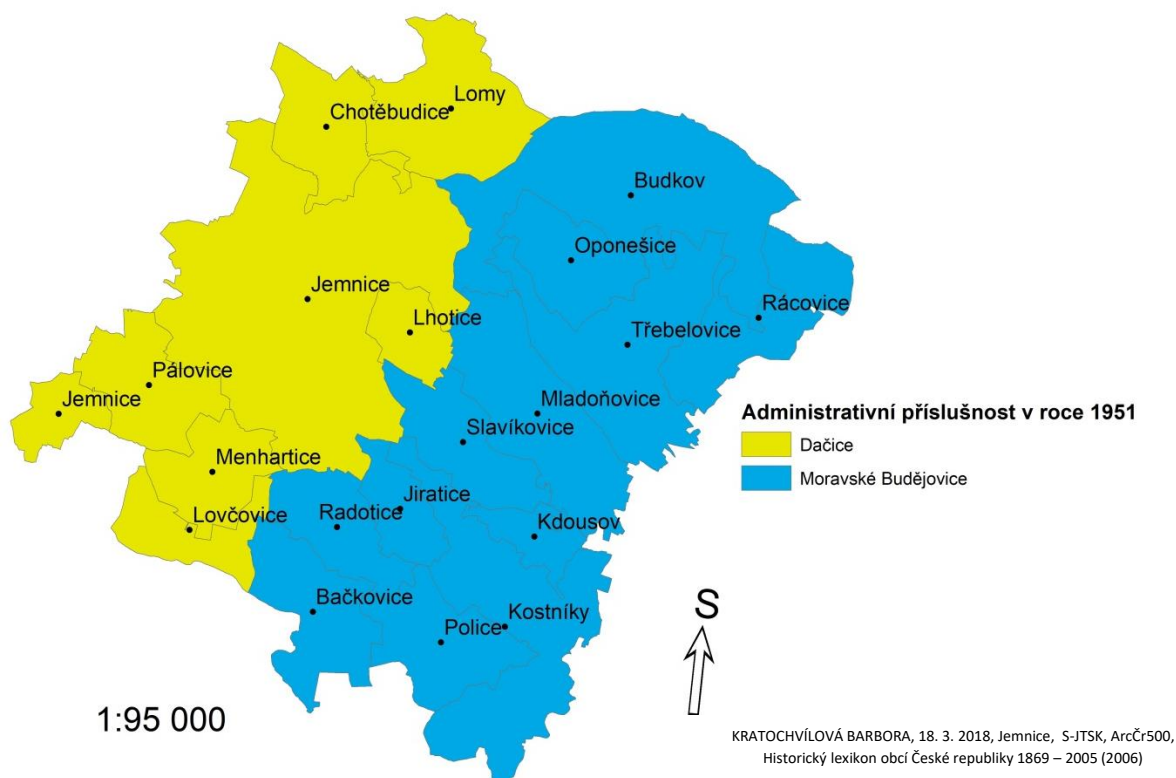 Lomy
Chotěbudice
Budkov
Oponešice
Jemnice
Rácovice
Lhotice
Třebelovice
Pálovice
Jemnice
Mladoňovice
Slavíkovice
Menhartice
Jiratice
Lovčovice
Radotice
Kdousov
Bačkovice
Kostníky
Police
Administrativní příslušnost v roce 1951
Dačice
Moravské Budějovice
S
1:95 000
KRATOCHVÍLOVÁ BARBORA, 18. 3. 2018, Jemnice, S-JTSK, ArcČr500,
Historický lexikon obcí České republiky 1869 – 2005 (2006)